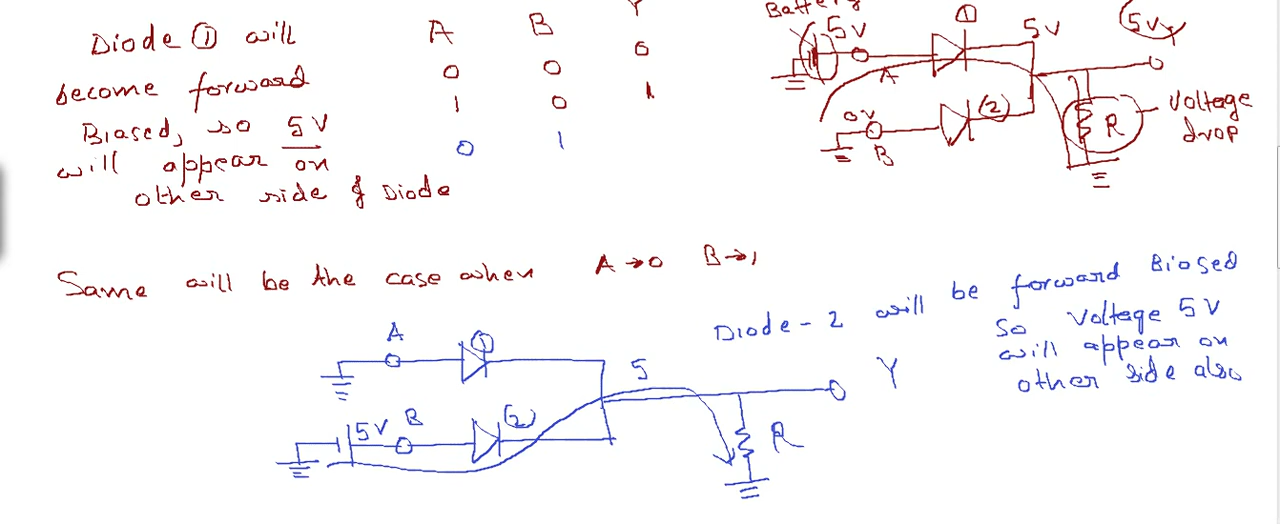 Diode ① will
become forward
Biased, so 5V
will appear on
other side of Diode
A B Y
0 0 0
1 0 1
0 1
Battery
5V
A
①
5V
5V
Y
0V
B
(2)
R
Voltage
drop
Same will be the case when A→0 B→1
Diode-2 will be forward Biased
so voltage 5V
will appear on
other side also
A
①
5
Y
5V B
(2)
R